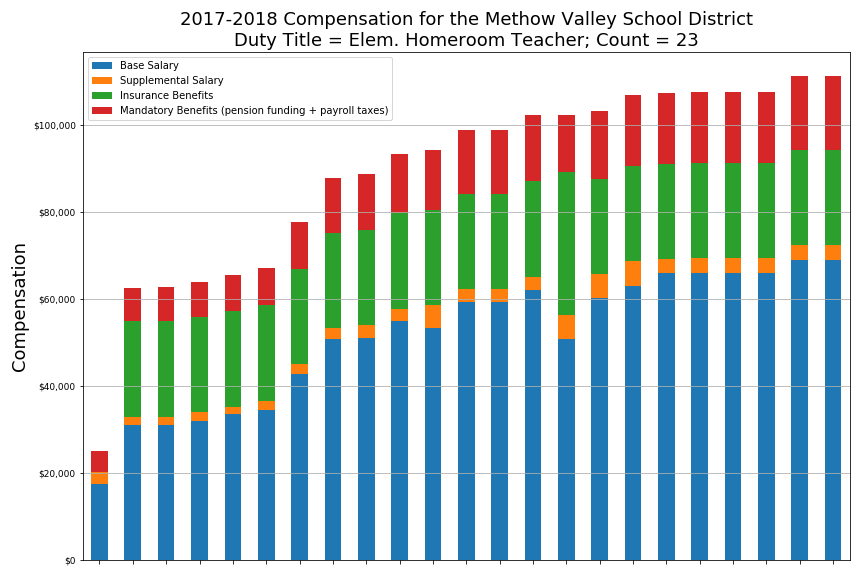 2017-2018 Compensation for the Methow Valley School District
Duty Title = Elem. Homeroom Teacher; Count = 23
Base Salary
Supplemental Salary
Insurance Benefits
Mandatory Benefits (pension funding + payroll taxes)
$100,000
$80,000
$60,000
$40,000
$20,000
$0
Compensation